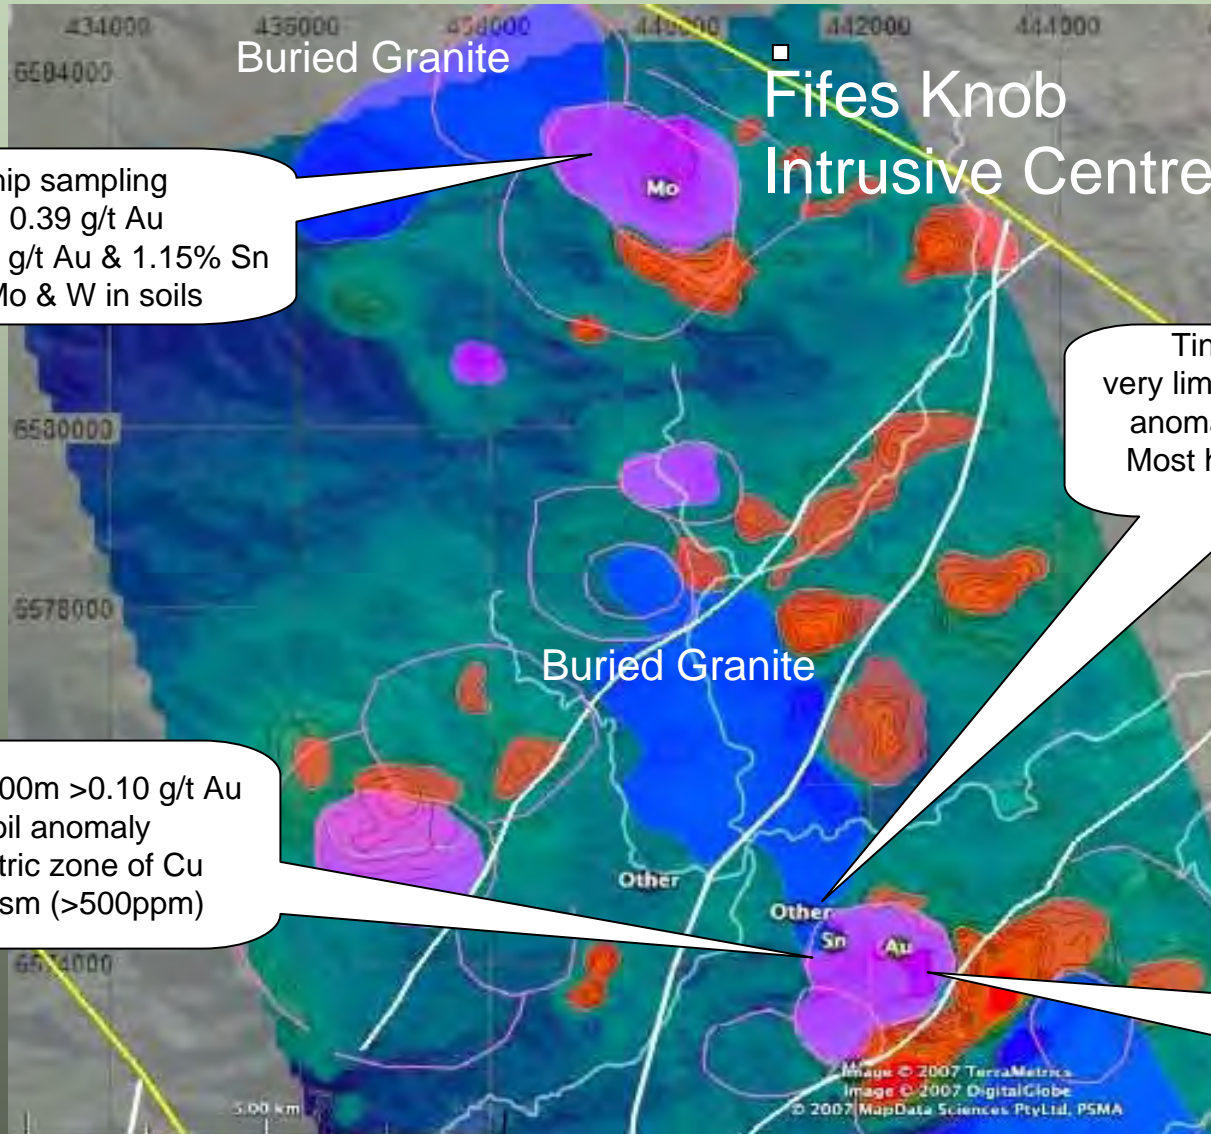 434000 436000 438000 440000 442000 444000
Buried Granite
6584000
Fifes Knob
Intrusive Centre
hip sampling
0.39 g/t Au
g/t Au & 1.15% Sn
Mo & W in soils
Mo
Tin
very lim
anoma
Most h
6580000
6578000
Buried Granite
00m >0.10 g/t Au
oil anomaly
tric zone of Cu
sm (>500ppm)
Other
Other
Sn
Au
6574000
5.00 km
Image © 2007 TerraMetrics
Image © 2007 DigitalGlobe
© 2007 MapData Sciences PtyLtd, PSMA